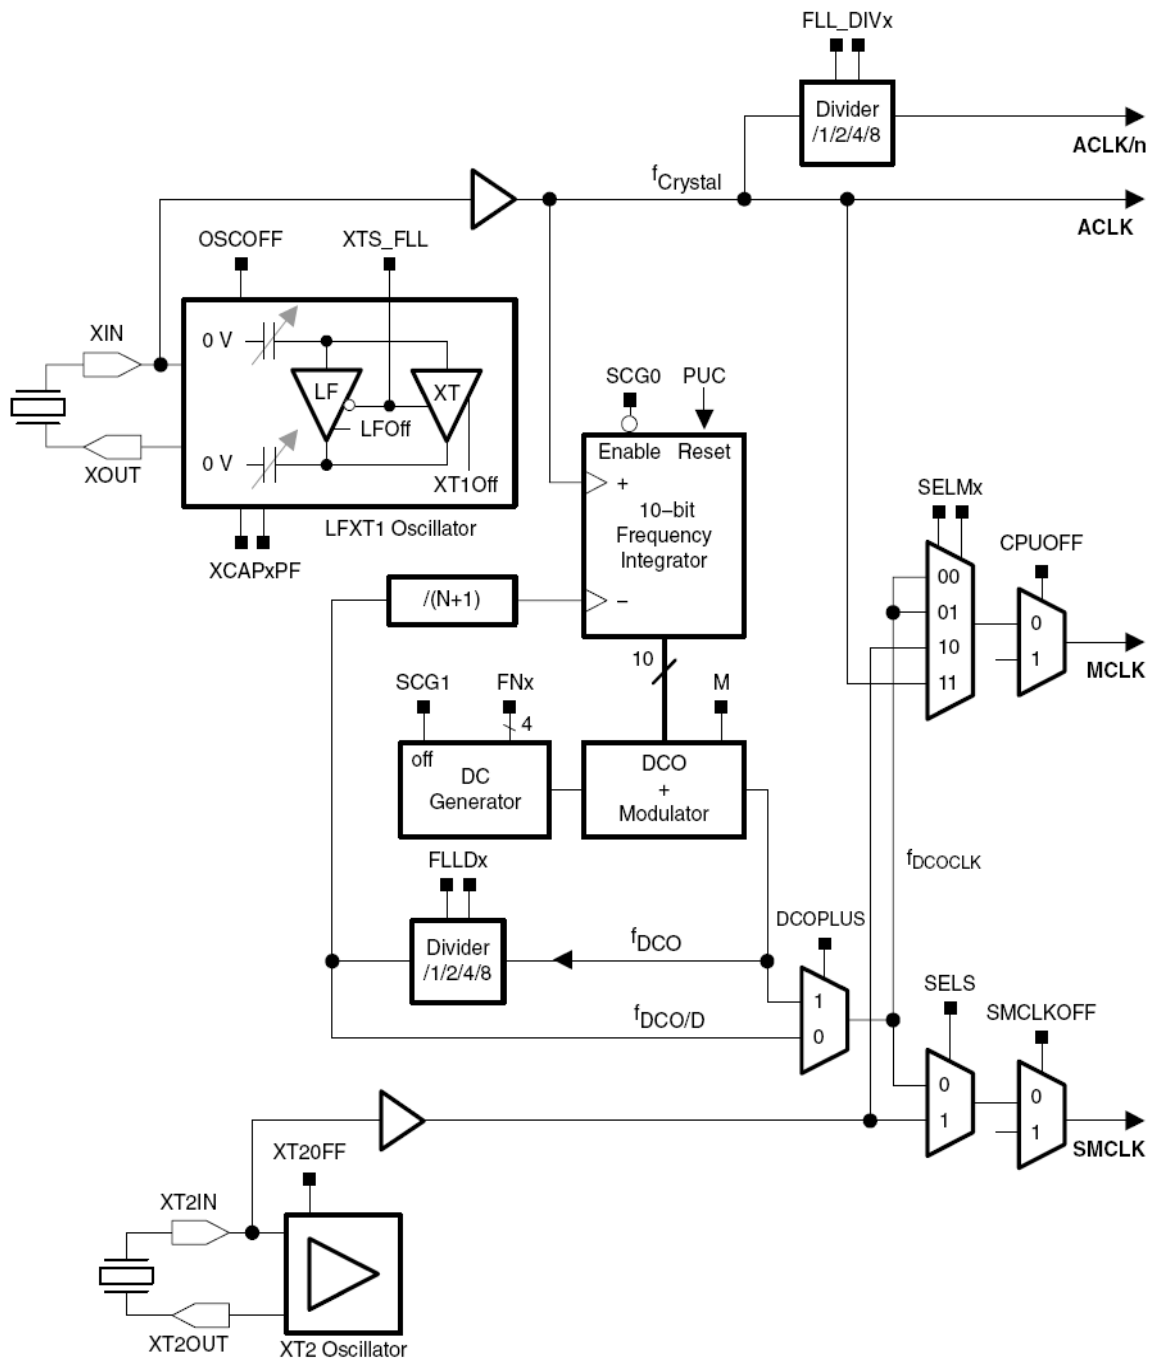 FLL_DIVx
Divider
/1/2/4/8
ACLK/n
fCrystal
ACLK
OSCOFF
XTS_FLL
XIN
0 V
LF
XT
LFOff
0 V
XT1Off
XOUT
LFXT1 Oscillator
XCAPxPF
SCG0
PUC
Enable
Reset
+
10–bit
Frequency
Integrator
–
/(N+1)
SELMx
00
01
10
11
CPUOFF
0
1
MCLK
10
SCG1
FNx
4
M
off
DC
Generator
DCO
+
Modulator
fDCOCLK
FLLDx
Divider
/1/2/4/8
fDCO
fDCO/D
DCOPLUS
1
0
SELS
0
1
SMCLKOFF
0
1
SMCLK
XT20FF
XT2IN
XT2OUT
XT2 Oscillator